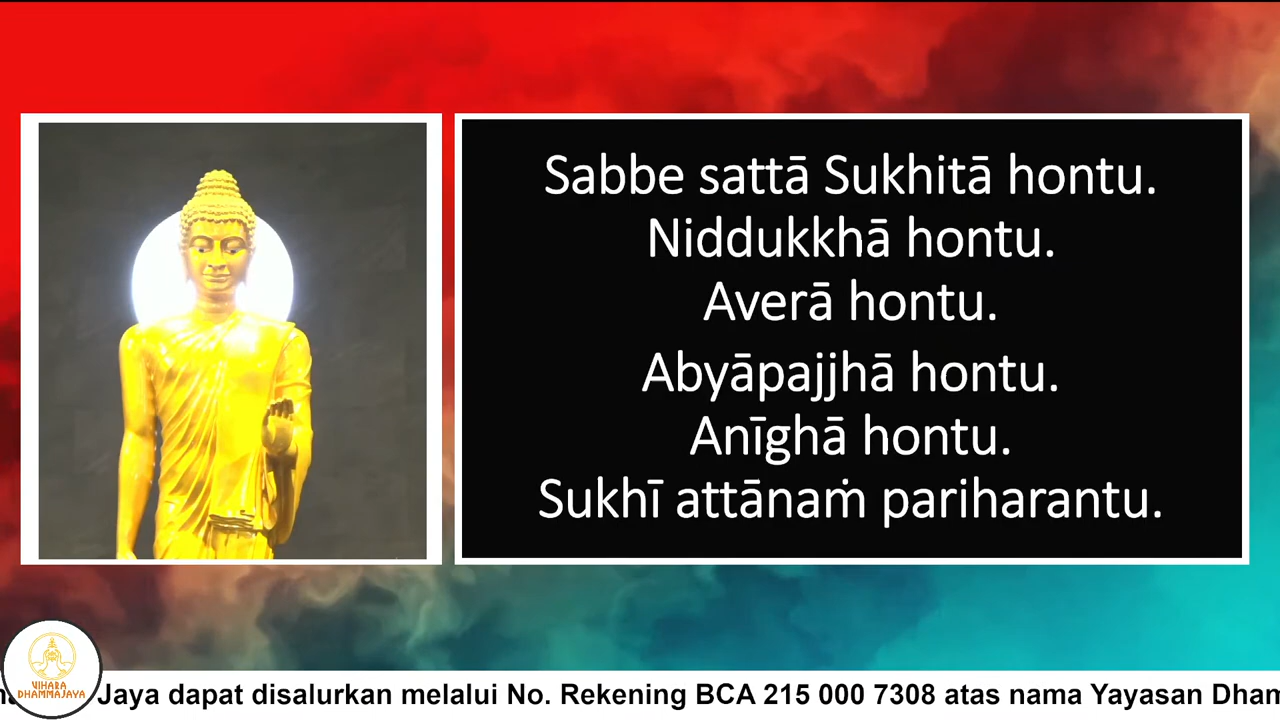 Sabbe sattā Sukhitā hontu.
Niddukkhā hontu.
Averā hontu.
Abyāpajjhā hontu.
Anīghā hontu.
Sukhī attānaṁ pariharantu.
VIHARA
DHAMMAJAYA
Jaya dapat disalurkan melalui No. Rekening BCA 215 000 7308 atas nama Yayasan